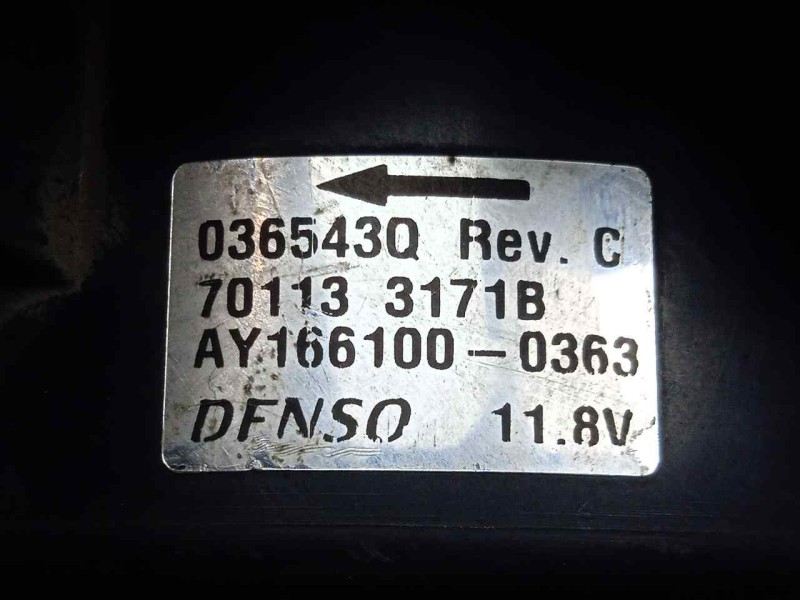 036543Q Rev. C
70113 3171B
AY166100-0363
DENSO 11.8V